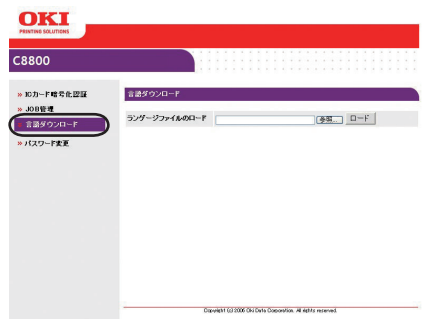 OKI
PRINTING SOLUTIONS
C8800
» ICカード暗号化認証
» JOB管理
» 言語ダウンロード
» パスワード変更
言語ダウンロード
ランゲージファイルのロード 参照... ロード
Copyright (c) 2006 Oki Data Corporation. All rights reserved.